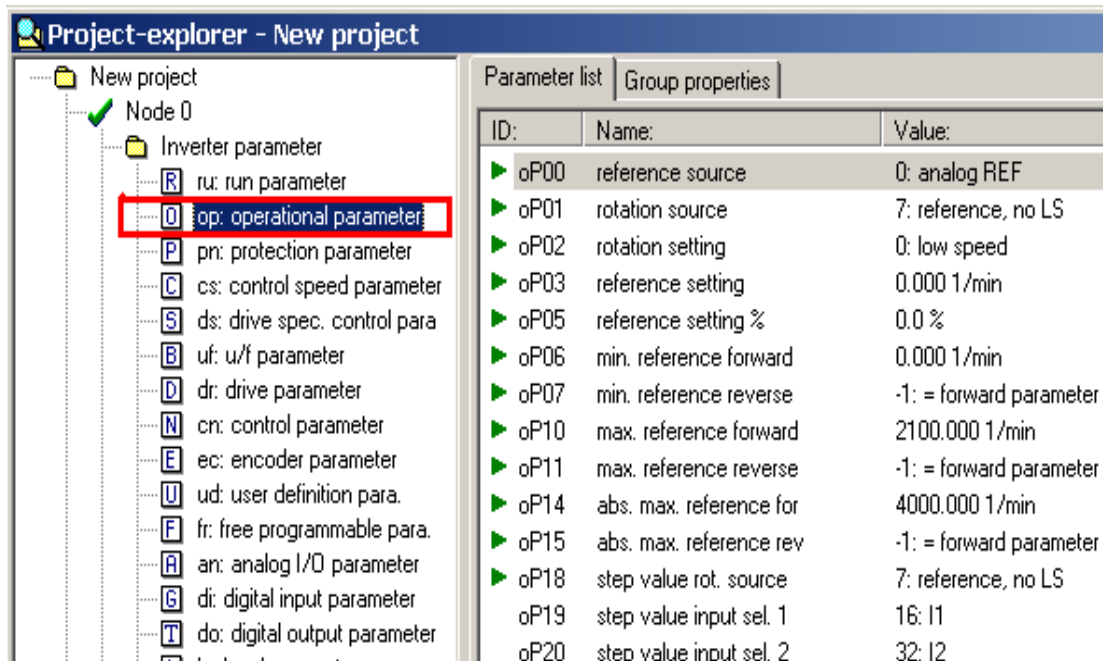 Project-explorer - New project
New project
Node 0
Inverter parameter
R ru: run parameter
O op: operational parameter
P pn: protection parameter
C cs: control speed parameter
S ds: drive spec. control para
B uf: u/f parameter
D dr: drive parameter
N cn: control parameter
E ec: encoder parameter
U ud: user definition para.
F fr: free programmable para.
A an: analog I/O parameter
G di: digital input parameter
T do: digital output parameter
Parameter list Group properties
ID: Name: Value:
oP00 reference source 0: analog REF
oP01 rotation source 7: reference, no LS
oP02 rotation setting 0: low speed
oP03 reference setting 0.000 1/min
oP05 reference setting % 0.0 %
oP06 min. reference forward 0.000 1/min
oP07 min. reference reverse -1: = forward parameter
oP10 max. reference forward 2100.000 1/min
oP11 max. reference reverse -1: = forward parameter
oP14 abs. max. reference for 4000.000 1/min
oP15 abs. max. reference rev -1: = forward parameter
oP18 step value rot. source 7: reference, no LS
oP19 step value input sel. 1 16: I1
oP20 step value input sel. 2 32: I2